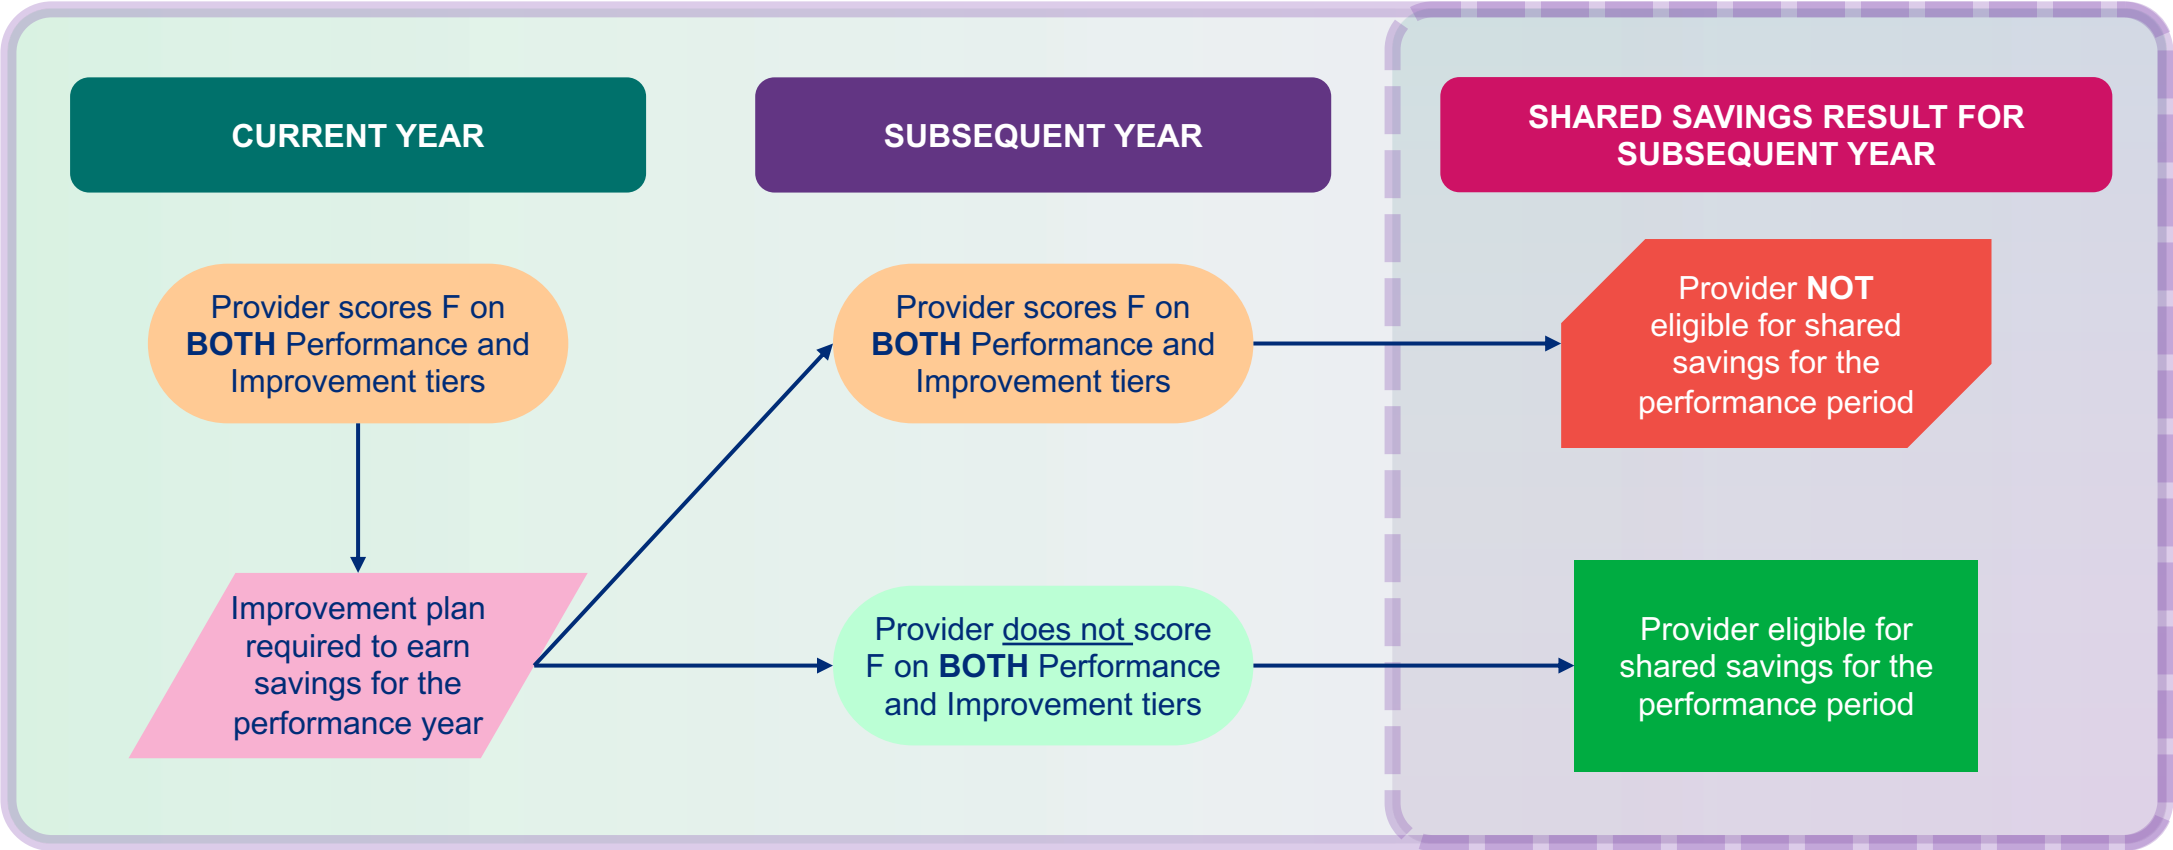 CURRENT YEAR
SUBSEQUENT YEAR
SHARED SAVINGS RESULT FOR
SUBSEQUENT YEAR
Provider scores F on
BOTH Performance and
Improvement tiers
Provider scores F on
BOTH Performance and
Improvement tiers
Provider NOT
eligible for shared
savings for the
performance period
Improvement plan
required to earn
savings for the
performance year
Provider does not score
F on BOTH Performance
and Improvement tiers
Provider eligible for
shared savings for the
performance period